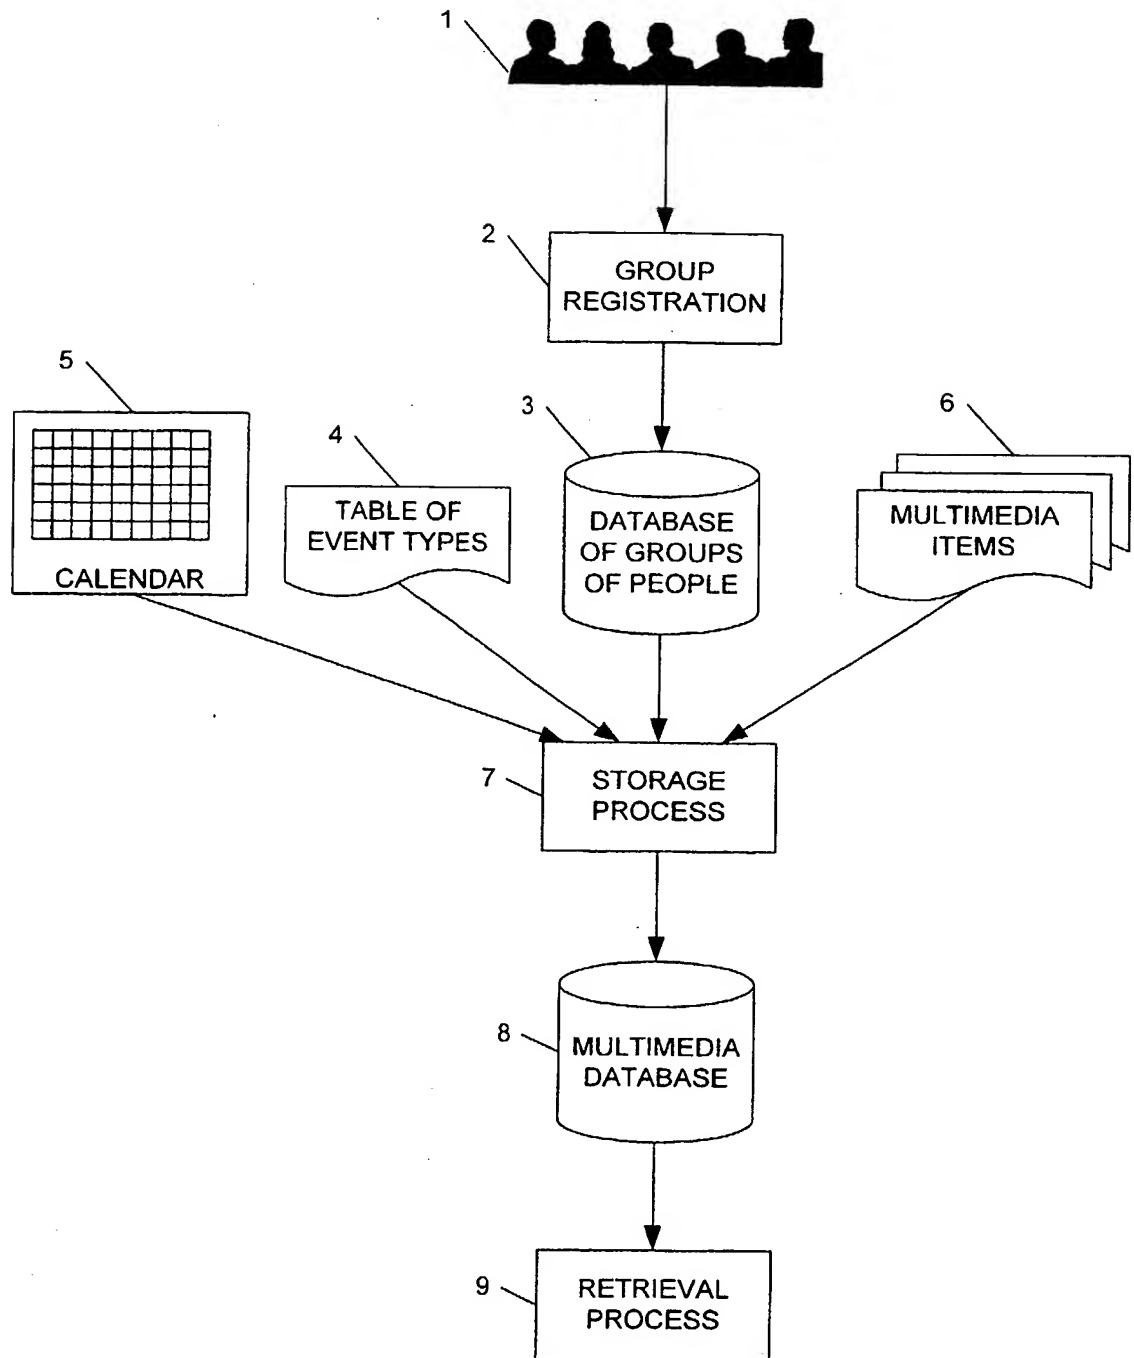 1
2
GROUP
REGISTRATION
5
CALENDAR
4
TABLE OF
EVENT TYPES
3
DATABASE
OF GROUPS
OF PEOPLE
6
MULTIMEDIA
ITEMS
7
STORAGE
PROCESS
8
MULTIMEDIA
DATABASE
9
RETRIEVAL
PROCESS